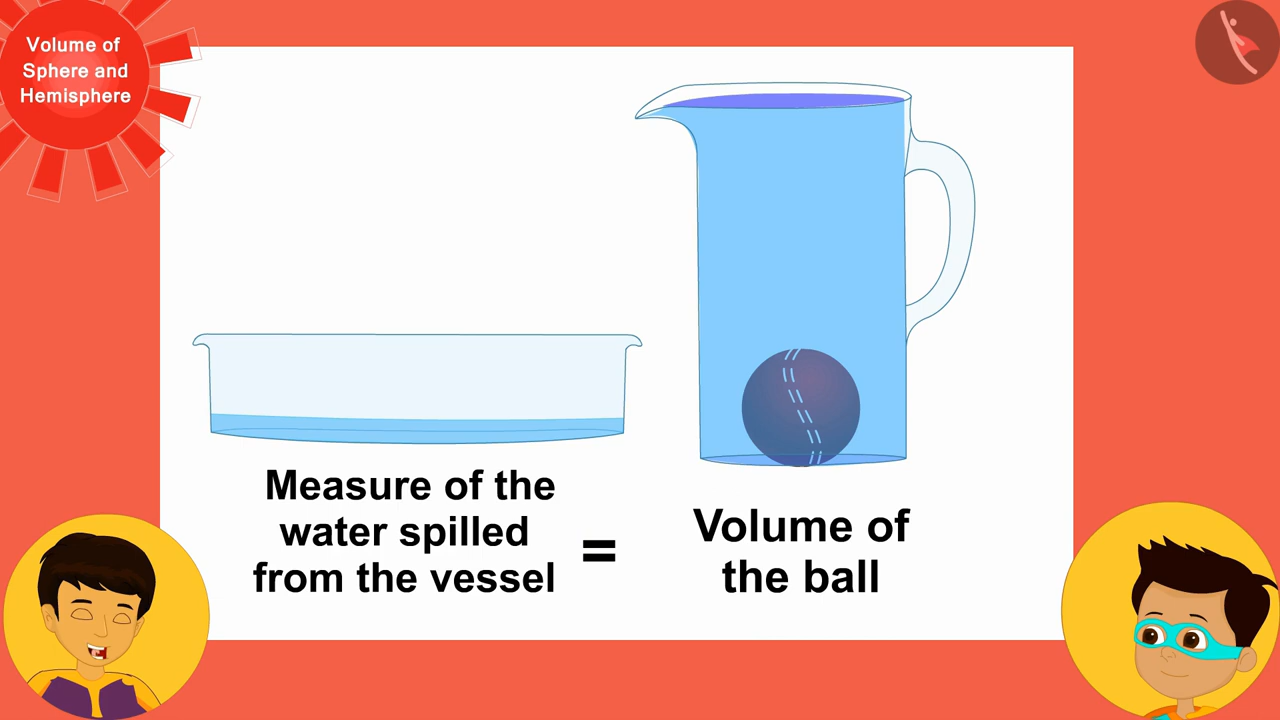 Volume of
Sphere and
Hemisphere
Measure of the
water spilled
from the vessel
=
Volume of
the ball